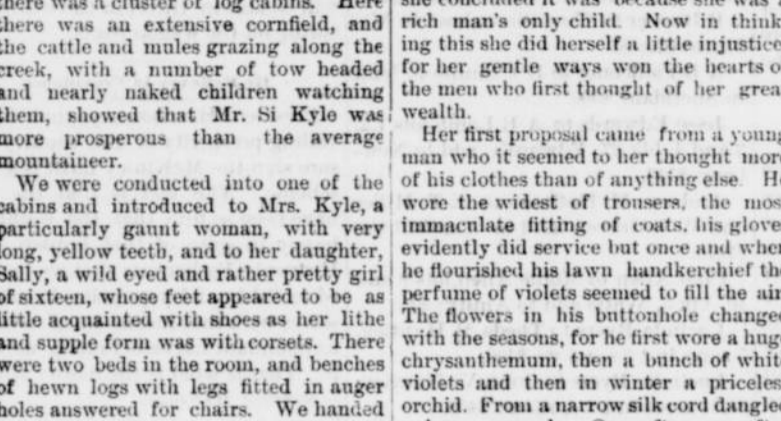 there was a cluster of log cabins. Here
there was an extensive cornfield, and
the cattle and mules grazing along the
creek, with a number of tow headed
and nearly naked children watching
them, showed that Mr. Si Kyle was
more prosperous than the average
mountaineer.
We were conducted into one of the
cabins and introduced to Mrs. Kyle, a
particularly gaunt woman, with very
long, yellow teeth, and to her daughter,
Sally, a wild eyed and rather pretty girl
of sixteen, whose feet appeared to be as
little acquainted with shoes as her lithe
and supple form was with corsets. There
were two beds in the room, and benches
of hewn logs with legs fitted in auger
holes answered for chairs. We handed
she concluded it was because she was
rich man's only child. Now in think
ing this she did herself a little injustice
for her gentle ways won the hearts o
the men who first thought of her grea
wealth.
Her first proposal came from a young
man who it seemed to her thought mor
of his clothes than of anything else. H
wore the widest of trousers, the mos
immaculate fitting of coats, his glove
evidently did service but once and when
he flourished his lawn handkerchief th
perfume of violets seemed to fill the air
The flowers in his buttonhole changed
with the seasons, for he first wore a hug
chrysanthemum, then a bunch of whit
violets and then in winter a priceles
orchid. From a narrow silk cord dangled